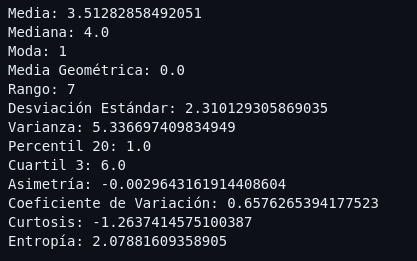 Media: 3.51282858492051
Mediana: 4.0
Moda: 1
Media Geométrica: 0.0
Rango: 7
Desviación Estándar: 2.310129305869035
Varianza: 5.336697409834949
Percentil 20: 1.0
Cuartil 3: 6.0
Asimetría: -0.0029643161914408604
Coeficiente de Variación: 0.6576265394177523
Curtosis: -1.2637414575100387
Entropía: 2.07881609358905